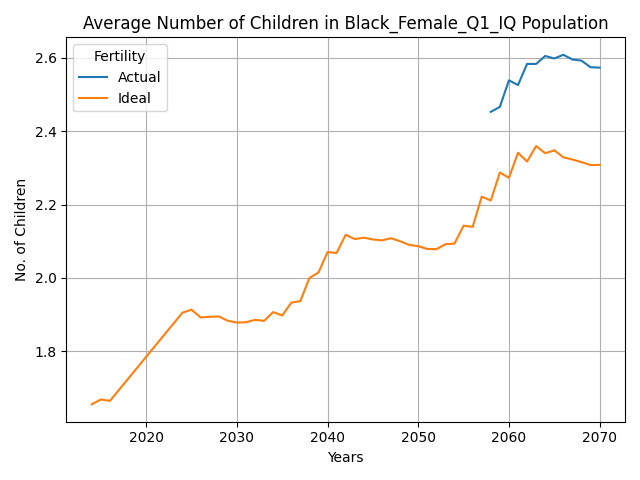 Average Number of Children in Black_Female_Q1_IQ Population
Fertility
Actual
Ideal
No. of Children
2.6
2.4
2.2
2.0
1.8
2020 2030 2040 2050 2060 2070
Years